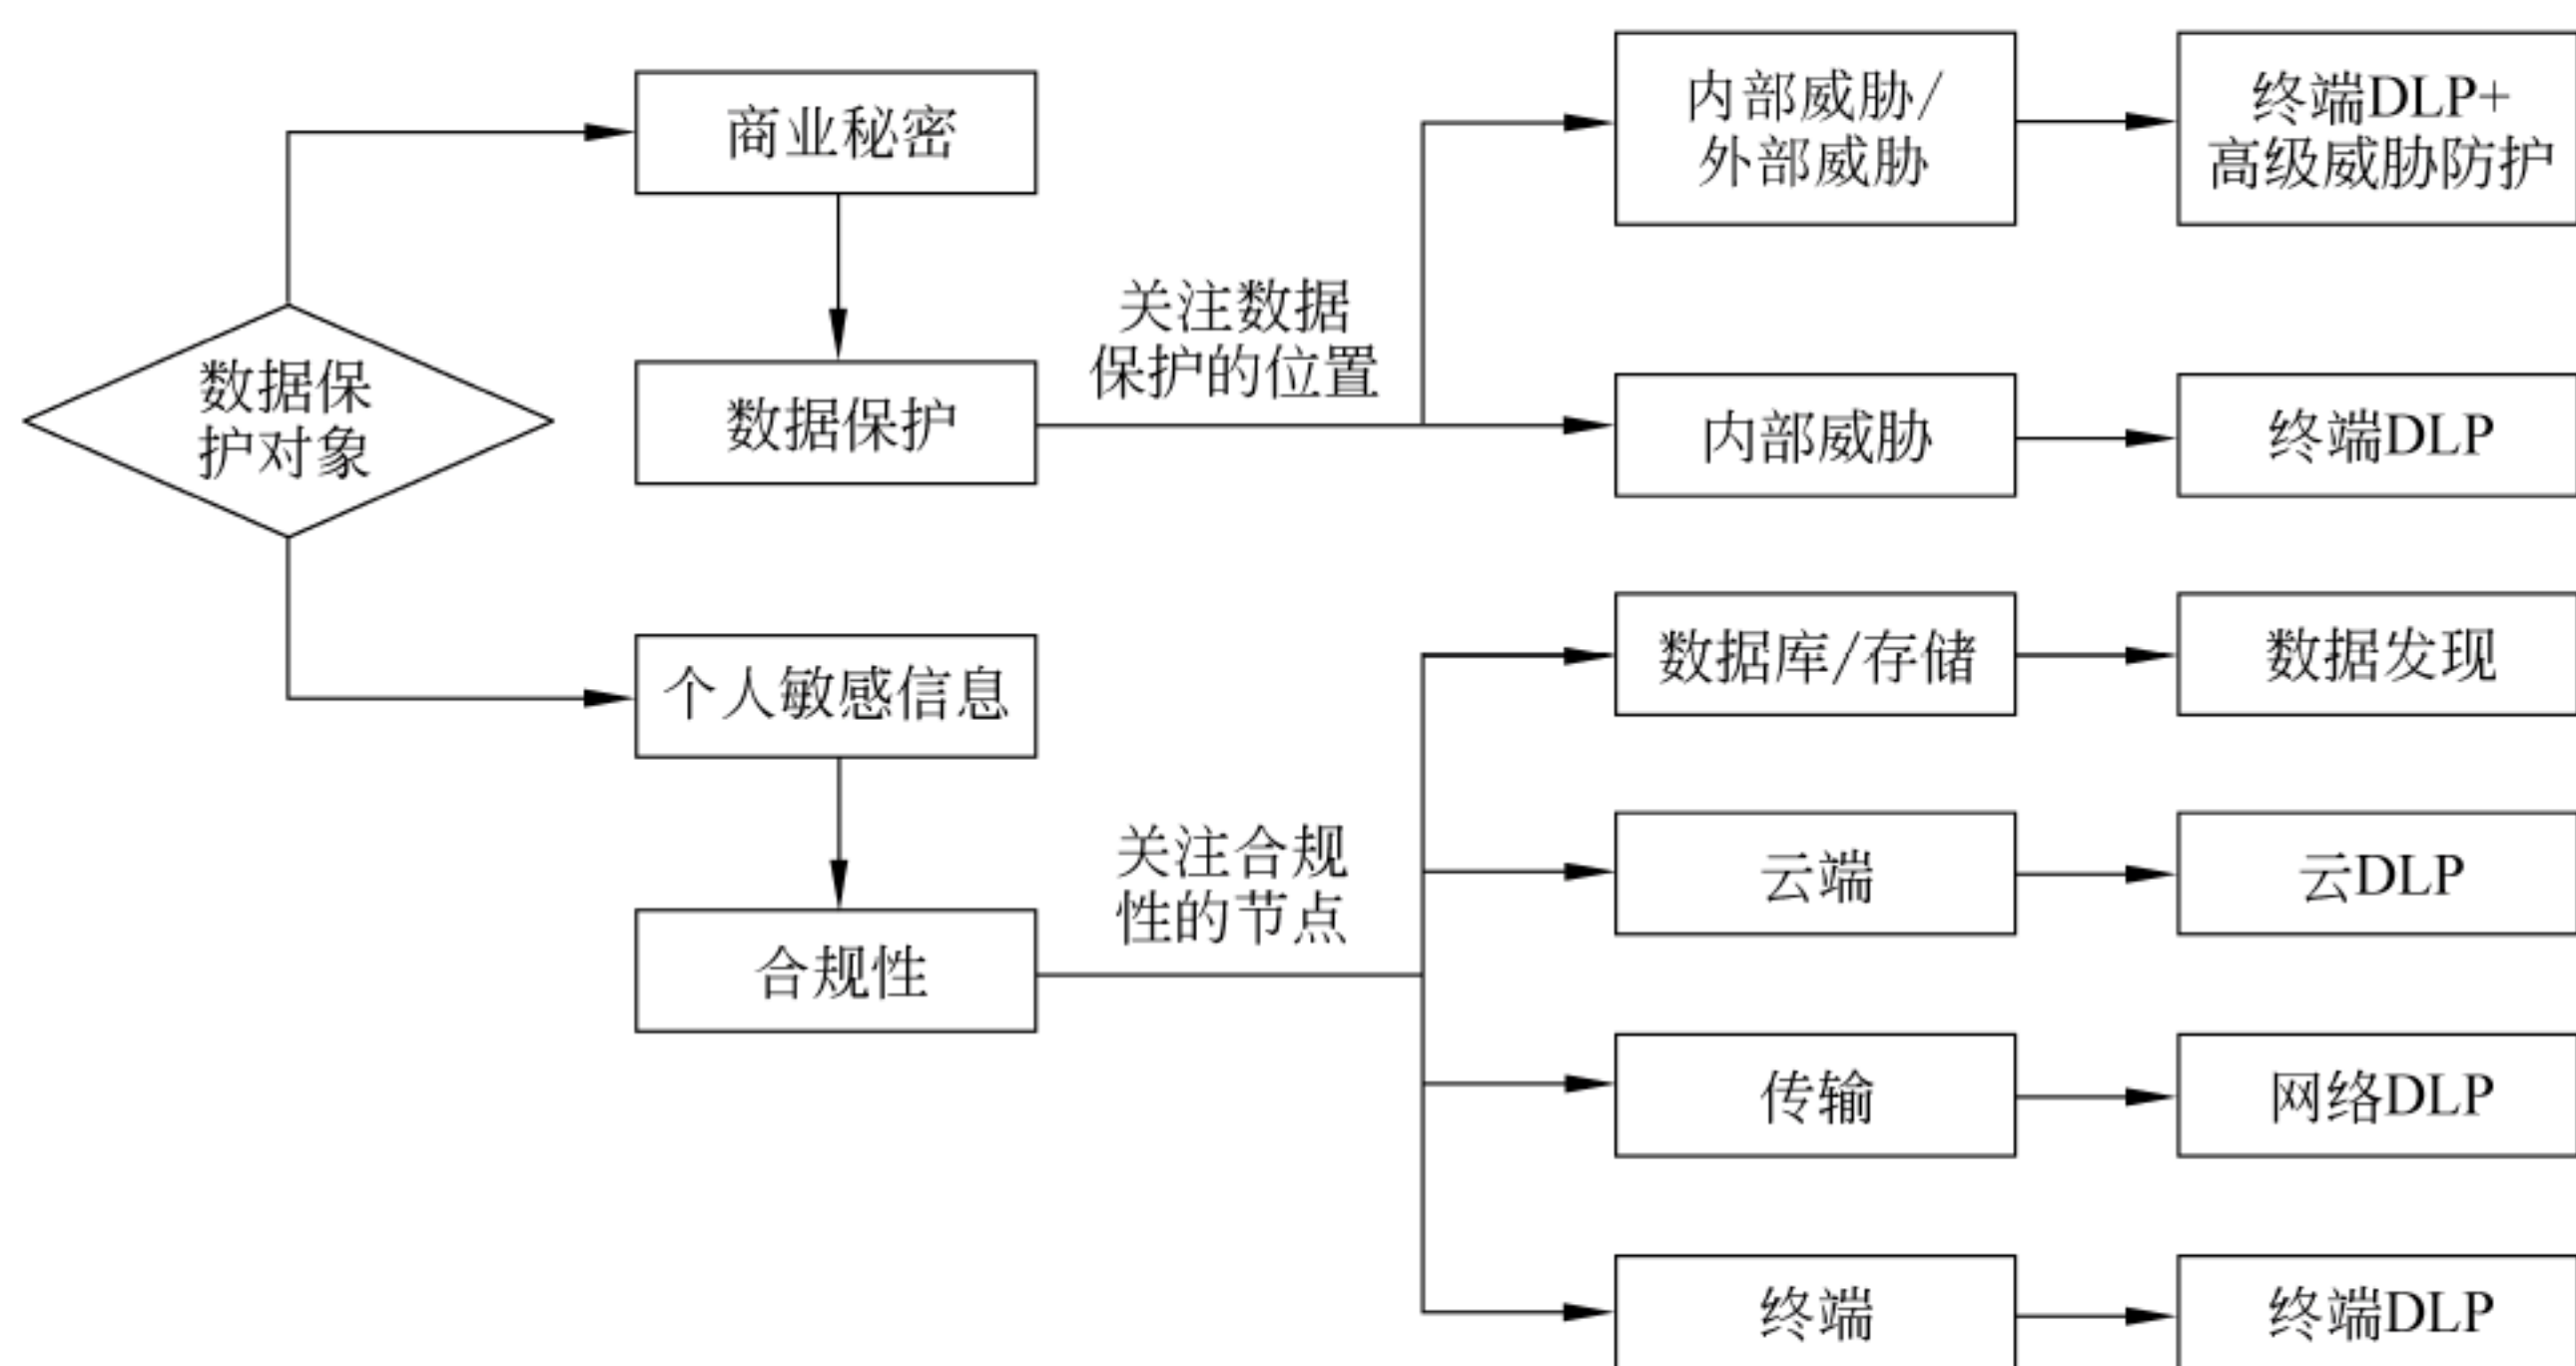 数据保
护对象
商业秘密
数据保护
关注数据
保护的位置
内部威胁/
外部威胁
终端DLP+
高级威胁防护
内部威胁
终端DLP
个人敏感信息
合规性
关注合规
性的节点
数据库/存储
数据发现
云端
云DLP
传输
网络DLP
终端
终端DLP